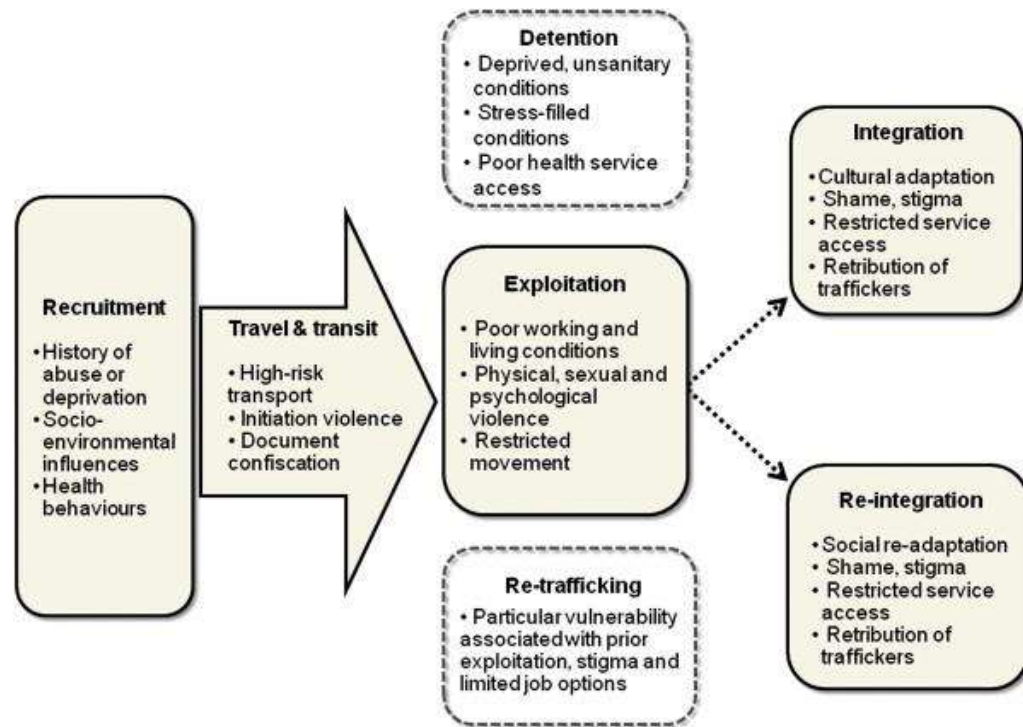 Recruitment
•History of
abuse or
deprivation
•Socio-
environmental
influences
•Health
behaviours
Travel & transit
• High-risk
transport
• Initiation violence
• Document
confiscation
Detention
• Deprived, unsanitary
conditions
• Stress-filled
conditions
• Poor health service
access
Exploitation
• Poor working and
living conditions
• Physical, sexual and
psychological
violence
• Restricted
movement
Re-trafficking
• Particular vulnerability
associated with prior
exploitation, stigma and
limited job options
Integration
• Cultural adaptation
• Shame, stigma
• Restricted service
access
• Retribution of
traffickers
Re-integration
• Social re-adaptation
• Shame, stigma
• Restricted service
access
• Retribution of
traffickers